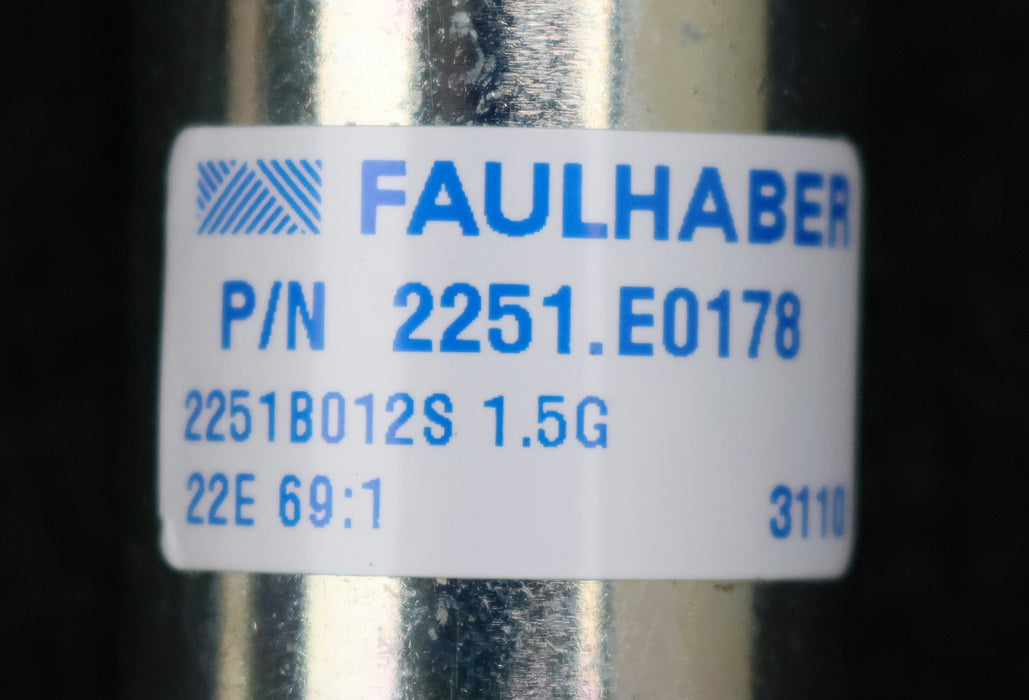 FAULHABER
P/N 2251.E0178
2251B012S 1.5G
22E 69:1 3110